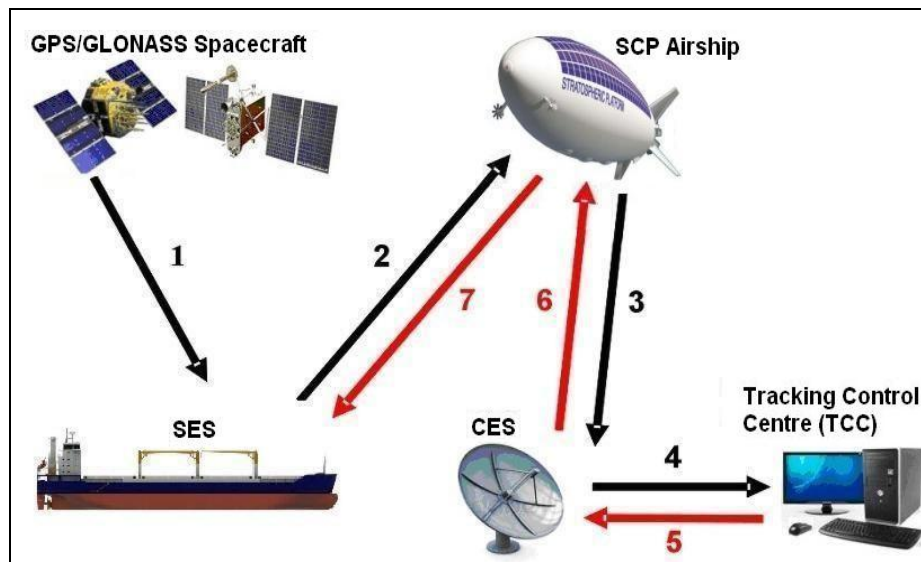 GPS/GLONASS Spacecraft
SCP Airship
STRATOSPHERIC PLATFORM
1
2
7
6
3
SES
CES
Tracking Control
Centre (TCC)
4
5